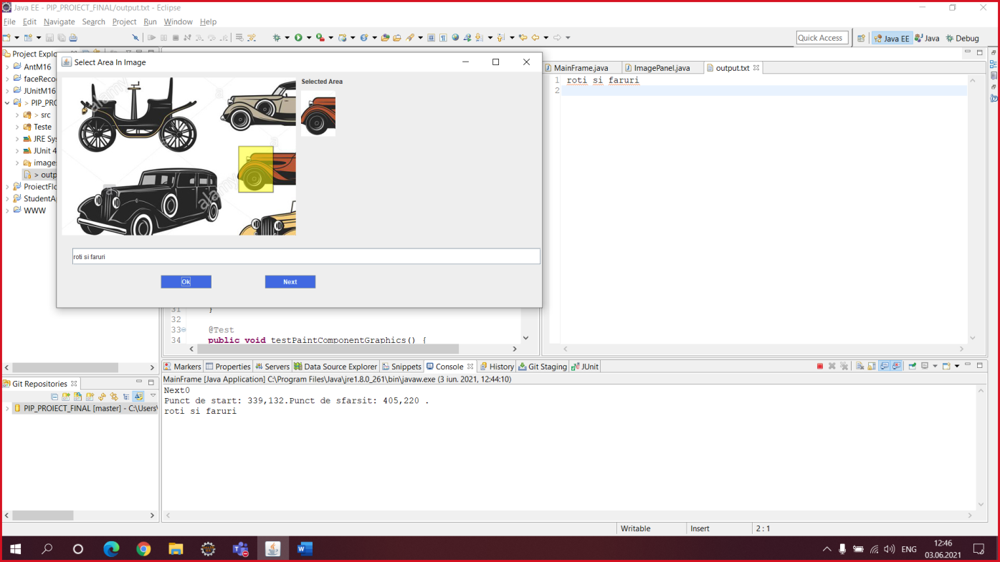 Java EE - PIP_PROIECT_FINAL/output.txt - Eclipse
File Edit Navigate Search Project Run Window Help
Quick Access
Java EE
Java
Debug
Project Explo
AntM16
faceReco
JUnitM16
> PIP_PRO
> src
Teste
JRE Sys
JUnit 4
images
> outp
ProiectFlo
StudentA
WWW
Select Area In Image
Selected Area
alamy
a
a
a
alamy
roti si faruri
Ok
Next
MainFrame.java
ImagePanel.java
output.txt
1 roti si faruri
2
31 }
32
33 @Test
34 public void testPaintComponentGraphics() {
Markers Properties Servers Data Source Explorer Snippets Console History Git Staging JUnit
MainFrame [Java Application] C:\Program Files\Java\jre1.8.0_261\bin\javaw.exe (3 iun. 2021, 12:44:10)
Next0
Punct de start: 339,132.Punct de sfarsit: 405,220 .
roti si faruri
Git Repositories
PIP_PROIECT_FINAL [master] - C:\Users\
Writable
Insert
2 : 1
ENG
12:46
03.06.2021